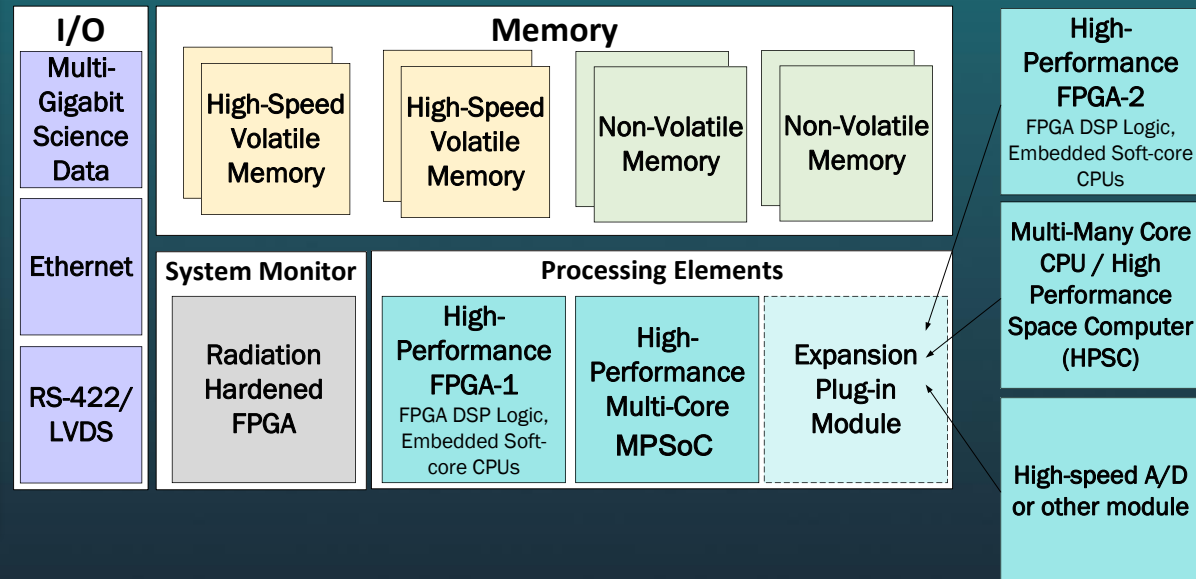 I/O
Multi-
Gigabit
Science
Data
Ethernet
RS-422/
LVDS
Memory
High-Speed
Volatile
Memory
High-Speed
Volatile
Memory
Non-Volatile
Memory
Non-Volatile
Memory
System Monitor
Radiation
Hardened
FPGA
Processing Elements
High-
Performance
FPGA-1
FPGA DSP Logic,
Embedded Soft-
core CPUs
High-
Performance
Multi-Core
MPSoC
Expansion
Plug-in
Module
High-
Performance
FPGA-2
FPGA DSP Logic,
Embedded Soft-core
CPUs
Multi-Many Core
CPU / High
Performance
Space Computer
(HPSC)
High-speed A/D
or other module